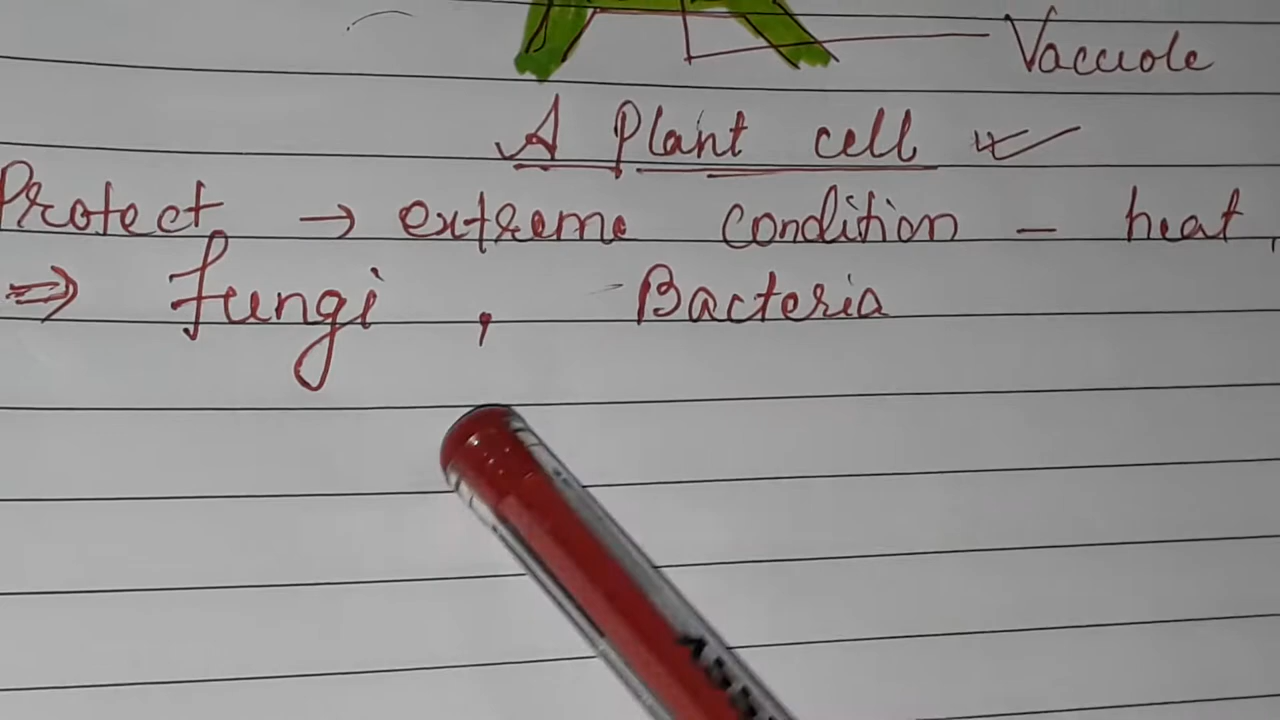 Vacuole
A Plant cell
Protect → extreme condition – heat,
⇒ fungi , Bacteria